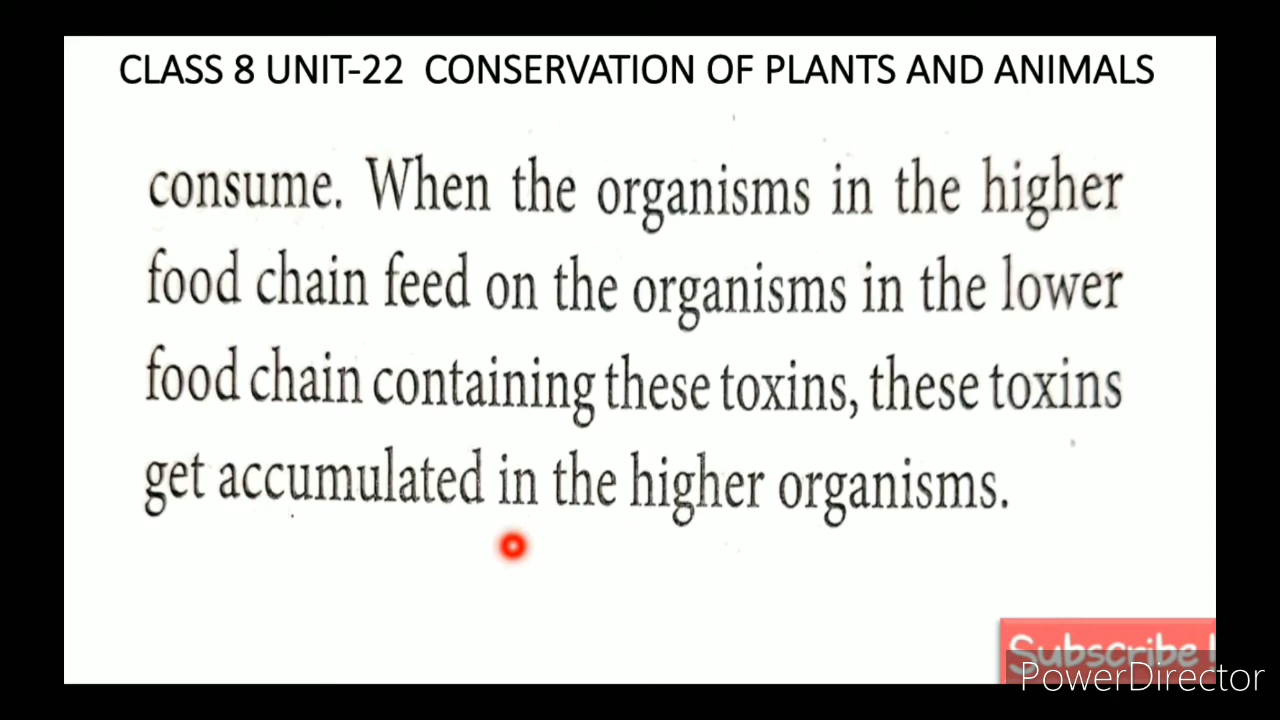 CLASS 8 UNIT-22 CONSERVATION OF PLANTS AND ANIMALS
consume. When the organisms in the higher
food chain feed on the organisms in the lower
food chain containing these toxins, these toxins
get accumulated in the higher organisms.
Subscribe !
PowerDirector